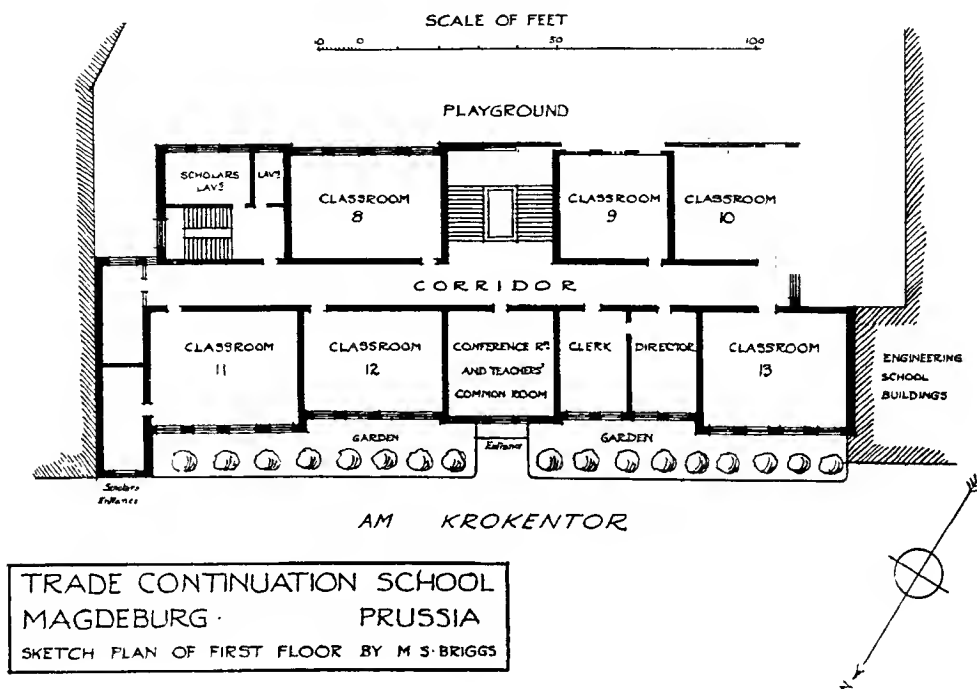 SCALE OF FEET
10 0 50 100
PLAYGROUND
SCHOLARS
LAVS
LAVS
CLASSROOM
8
CLASSROOM
9
CLASSROOM
10
CORRIDOR
CLASSROOM
11
CLASSROOM
12
CONFERENCE RM
AND TEACHERS'
COMMON ROOM
CLERK
DIRECTOR
CLASSROOM
13
ENGINEERING
SCHOOL
BUILDINGS
GARDEN
Entrance
GARDEN
Scholars
Entrance
AM KROKENTOR
TRADE CONTINUATION SCHOOL
MAGDEBURG · PRUSSIA
SKETCH PLAN OF FIRST FLOOR BY M S · BRIGGS
N